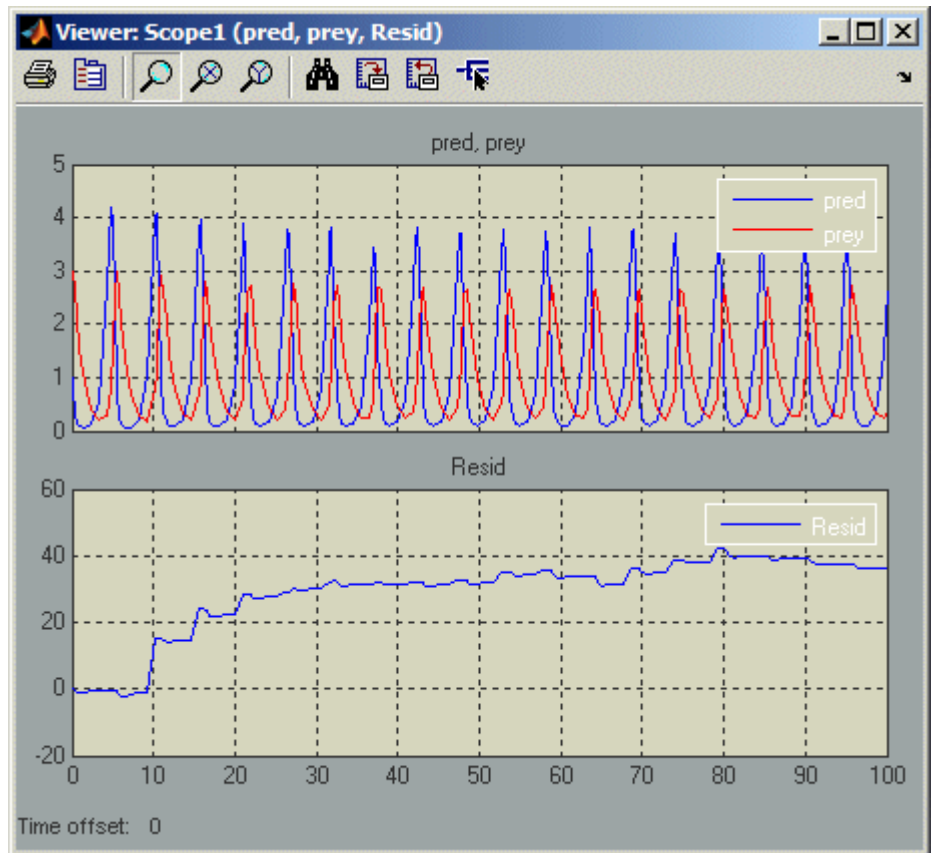 Viewer: Scope1 (pred, prey, Resid)
pred, prey
5
4
3
2
1
0
pred
prey
Resid
60
40
20
0
-20
Resid
0 10 20 30 40 50 60 70 80 90 100
Time offset: 0